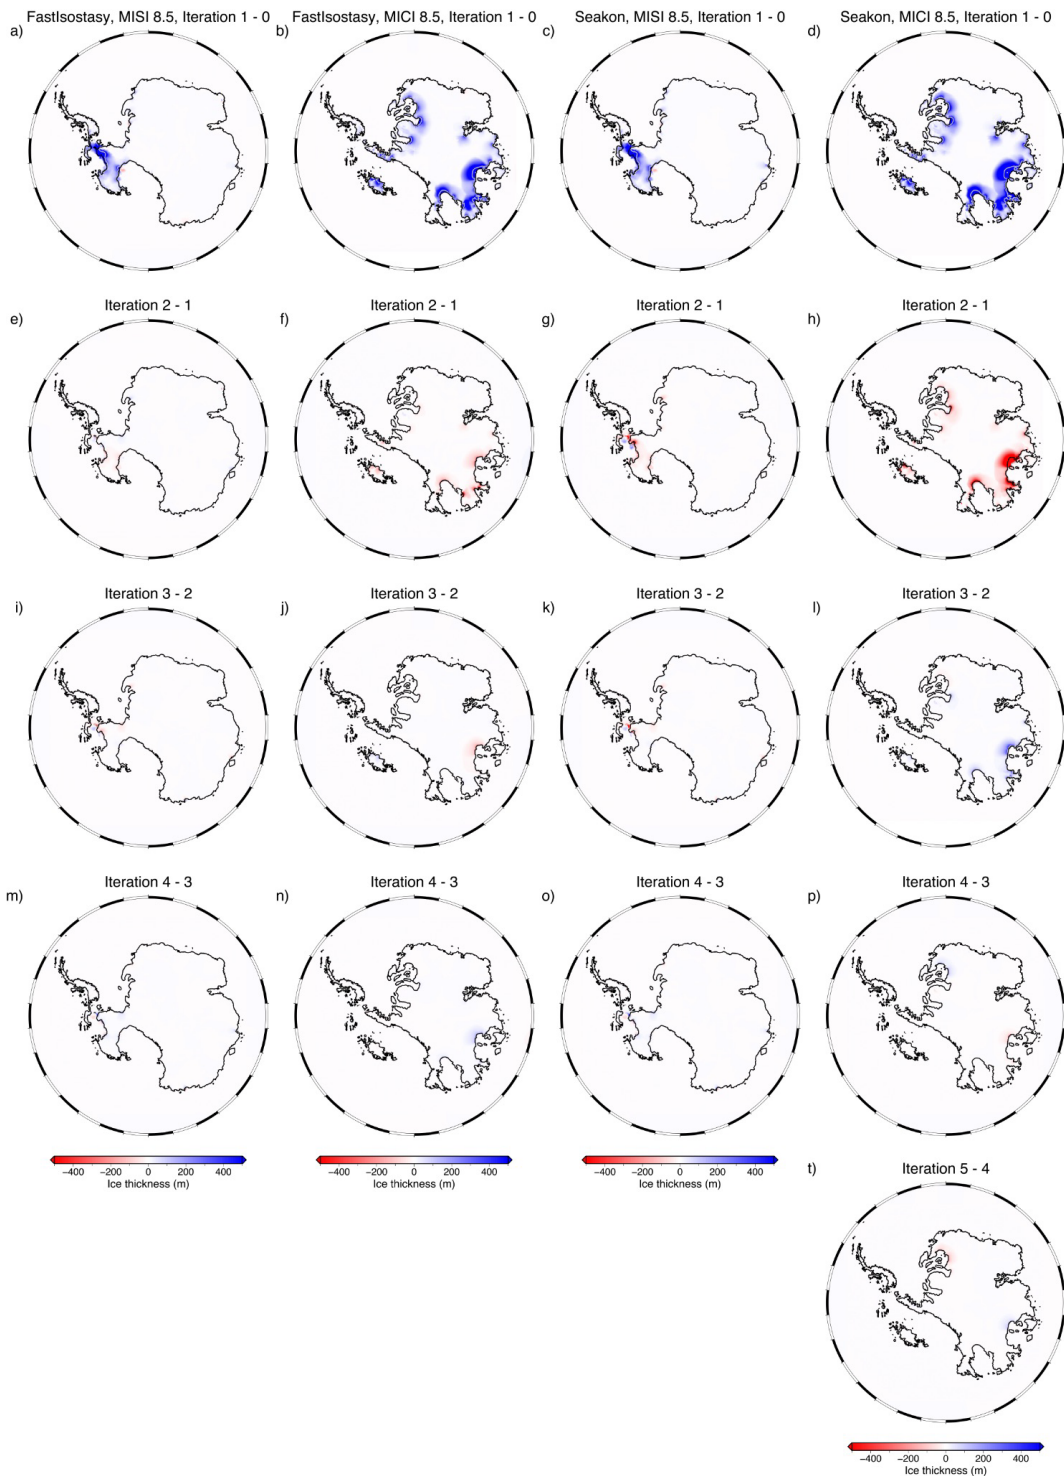 a) FastIsostasy, MISI 8.5, Iteration 1 - 0
b) FastIsostasy, MICI 8.5, Iteration 1 - 0
c) Seakon, MISI 8.5, Iteration 1 - 0
d) Seakon, MICI 8.5, Iteration 1 - 0
e) Iteration 2 - 1
f) Iteration 2 - 1
g) Iteration 2 - 1
h) Iteration 2 - 1
i) Iteration 3 - 2
j) Iteration 3 - 2
k) Iteration 3 - 2
l) Iteration 3 - 2
m) Iteration 4 - 3
n) Iteration 4 - 3
o) Iteration 4 - 3
p) Iteration 4 - 3
−400 −200 0 200 400
Ice thickness (m)
−400 −200 0 200 400
Ice thickness (m)
−400 −200 0 200 400
Ice thickness (m)
t) Iteration 5 - 4
−400 −200 0 200 400
Ice thickness (m)